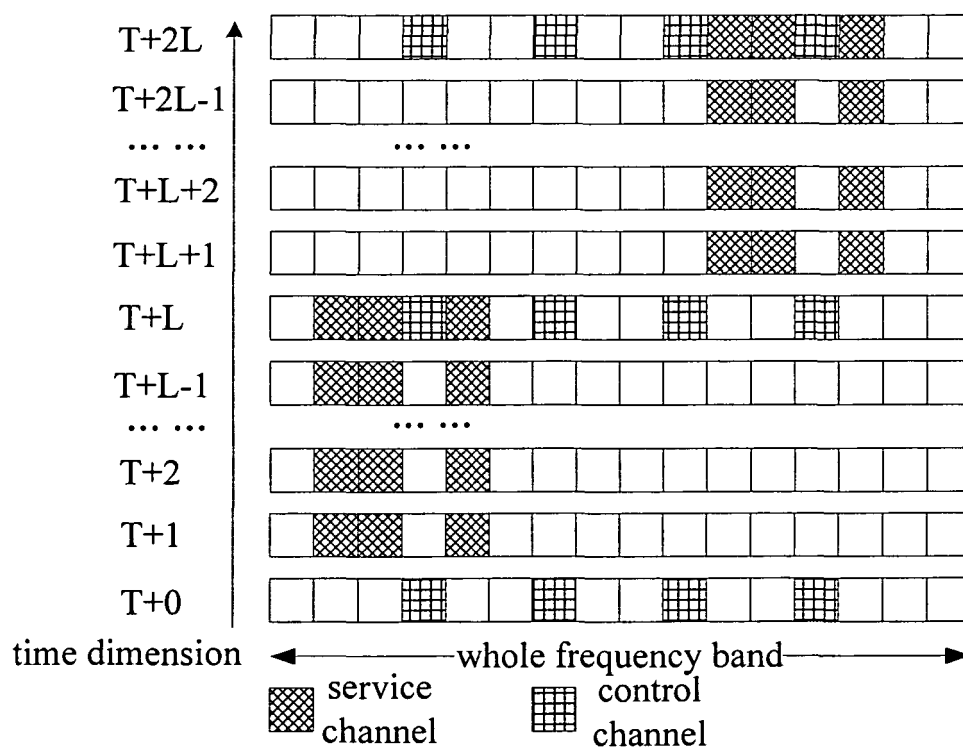 T+2L
T+2L-1
... ... ... ...
T+L+2
T+L+1
T+L
T+L-1
... ... ... ...
T+2
T+1
T+0
time dimension
whole frequency band
service channel
control channel